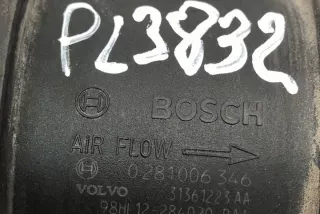 PL3832
BOSCH
AIR FLOW
0281006346
VOLVO 31361223AA